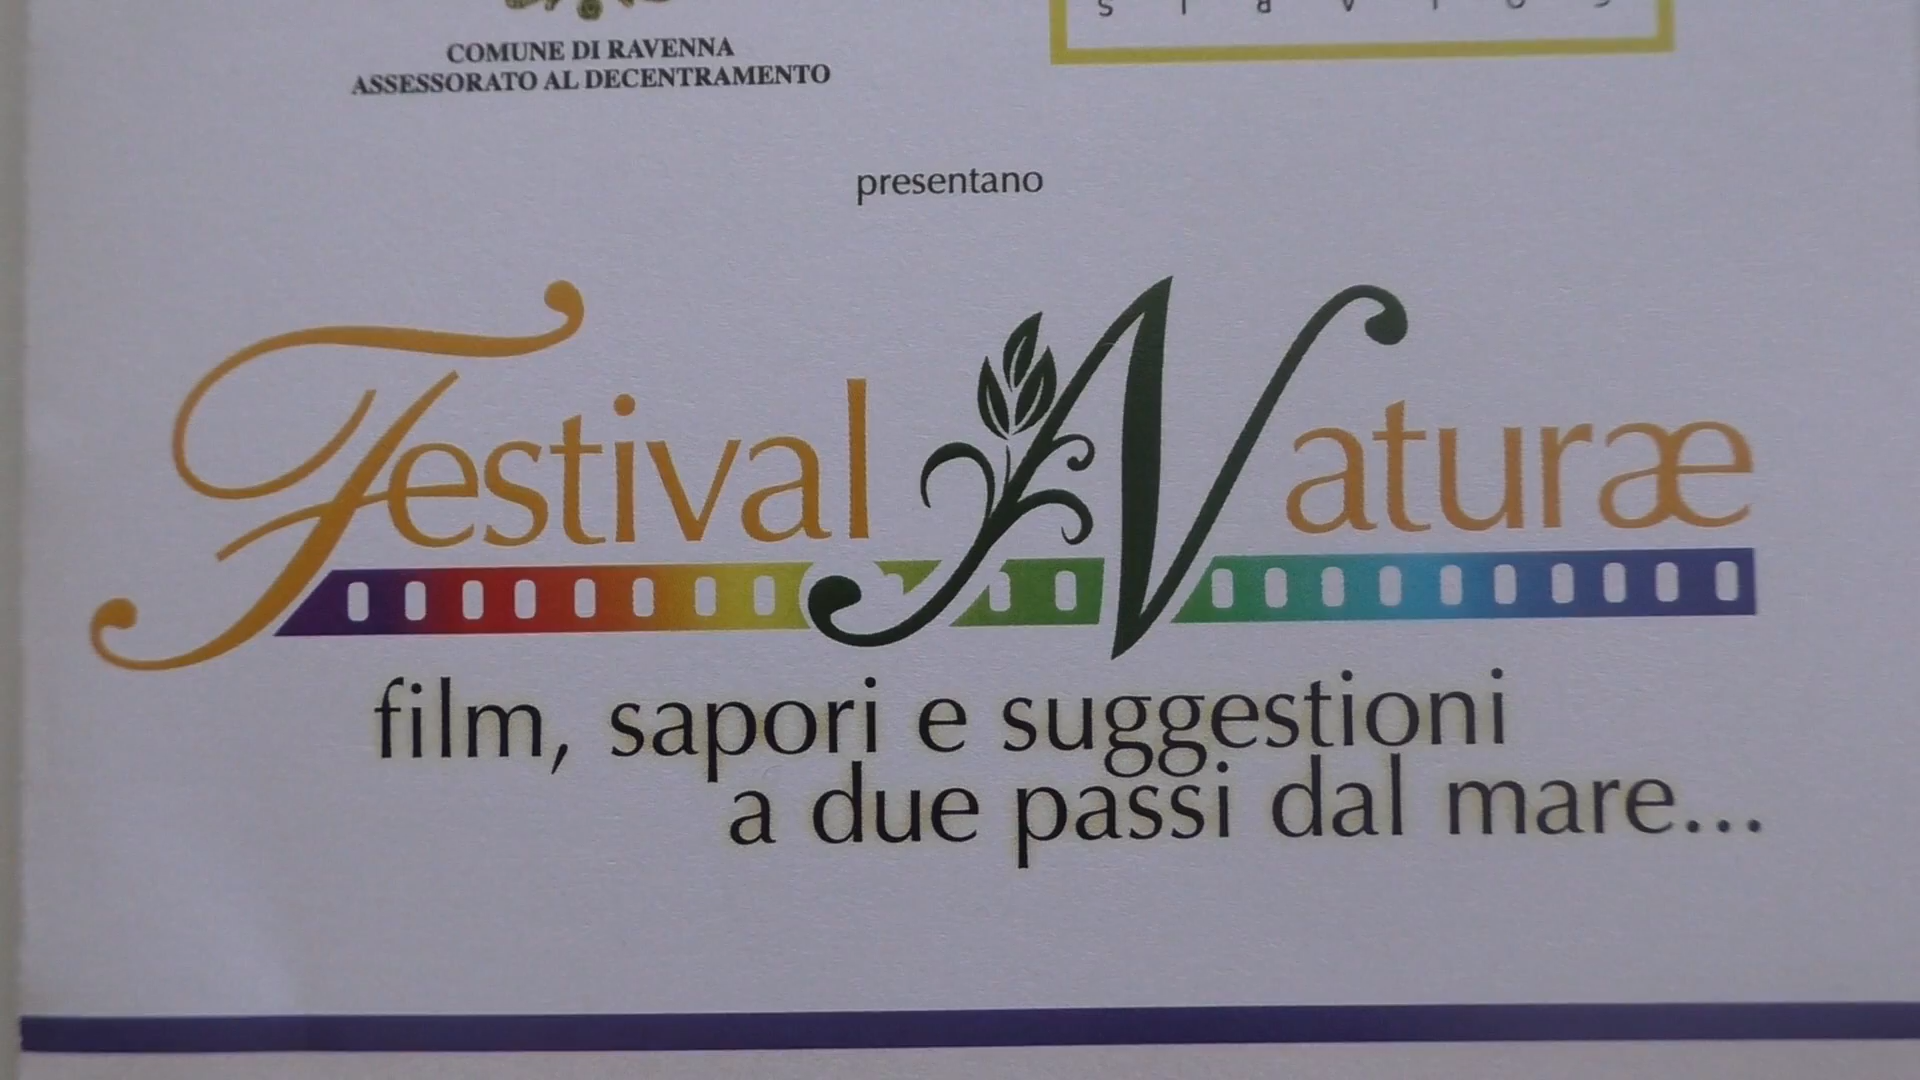 COMUNE DI RAVENNA
ASSESSORATO AL DECENTRAMENTO
presentano
Festival Naturæ
film, sapori e suggestioni
a due passi dal mare...